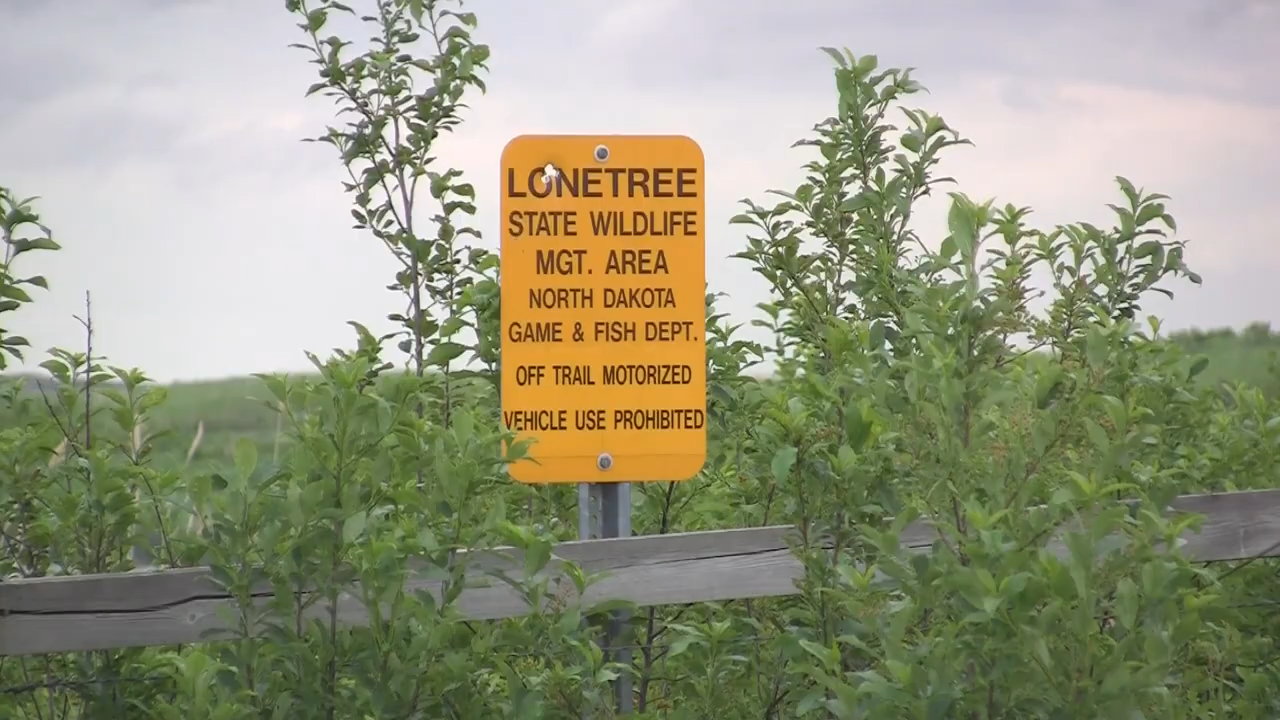 LONETREE
STATE WILDLIFE
MGT. AREA
NORTH DAKOTA
GAME & FISH DEPT.
OFF TRAIL MOTORIZED
VEHICLE USE PROHIBITED